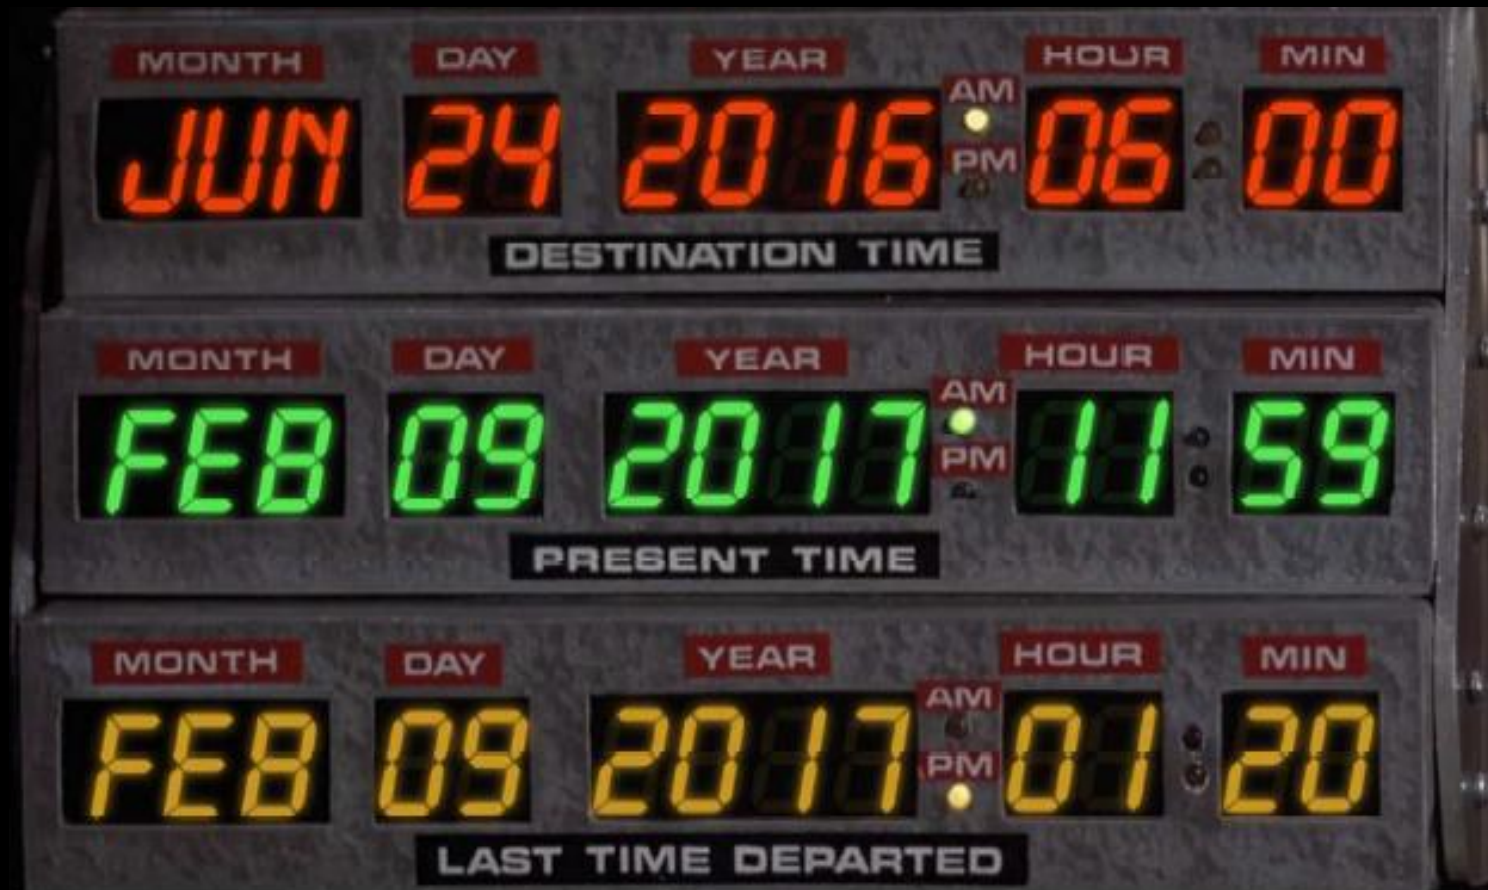 MONTH DAY YEAR HOUR MIN
AM
JUN 24 2016 06 00
PM
DESTINATION TIME
MONTH DAY YEAR HOUR MIN
AM
FEB 09 2017 11 59
PM
PRESENT TIME
MONTH DAY YEAR HOUR MIN
AM
FEB 09 2017 01 20
PM
LAST TIME DEPARTED